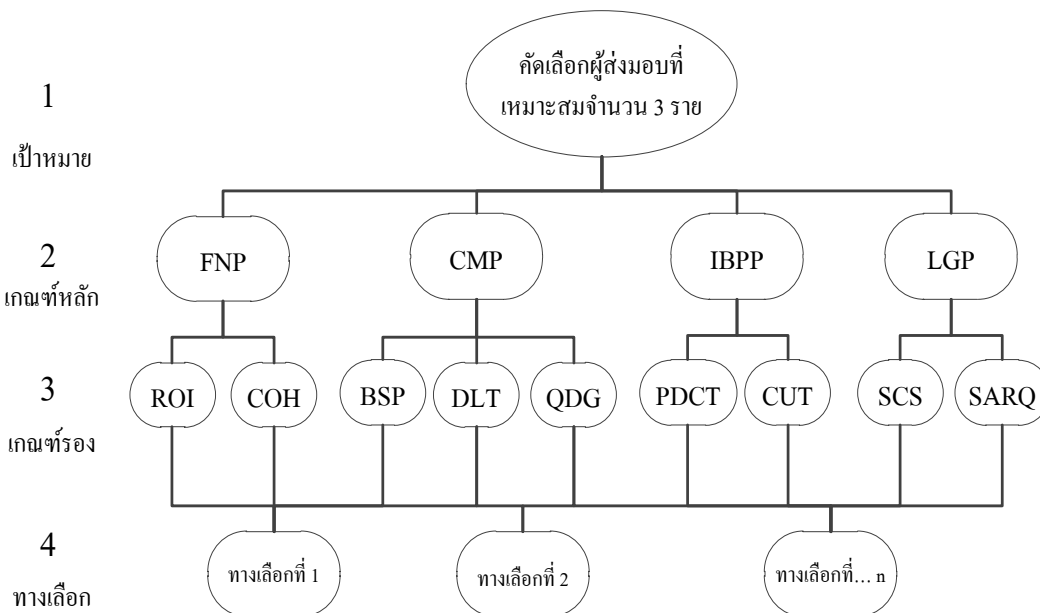 คัดเลือกผู้ส่งมอบที่
เหมาะสมจำนวน 3 ราย
1
เป้าหมาย
2
เกณฑ์หลัก
FNP
CMP
IBPP
LGP
3
เกณฑ์รอง
ROI
COH
BSP
DLT
QDG
PDCT
CUT
SCS
SARQ
4
ทางเลือก
ทางเลือกที่ 1
ทางเลือกที่ 2
ทางเลือกที่... n